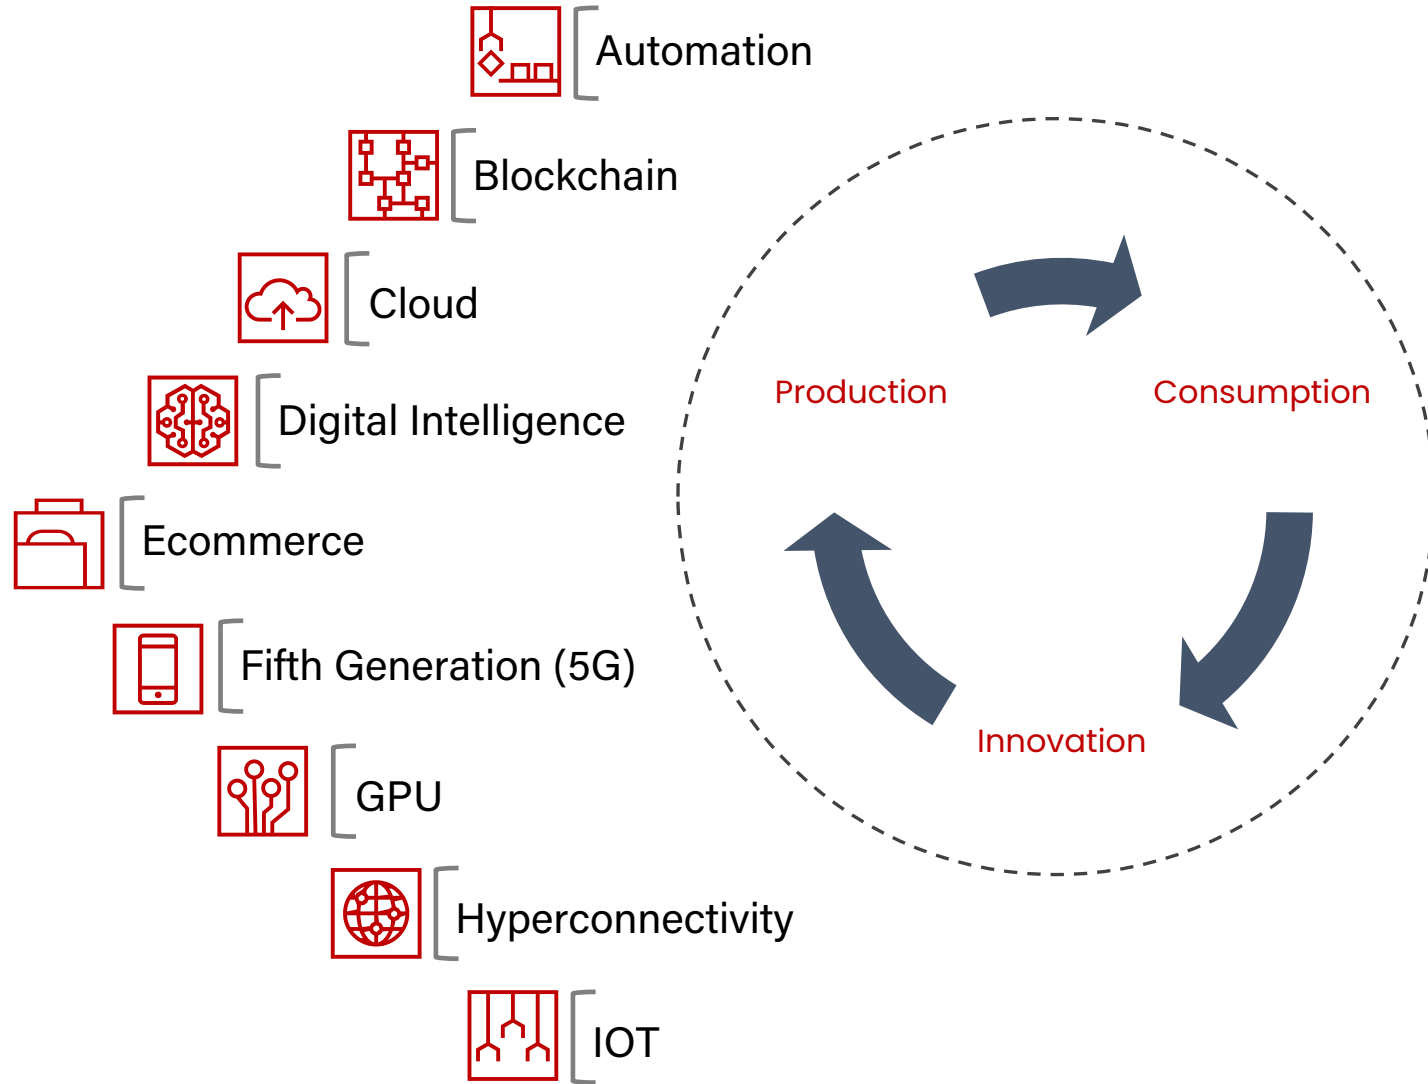 Automation
Blockchain
Cloud
Digital Intelligence
Ecommerce
Fifth Generation (5G)
GPU
Hyperconnectivity
IOT
Production
Consumption
Innovation